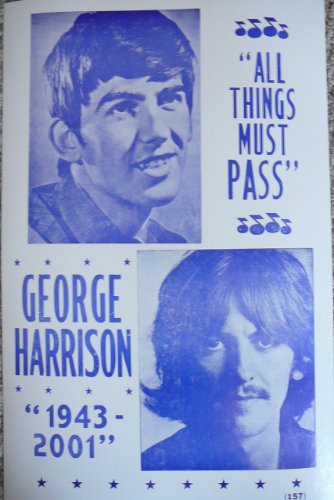 "ALL
THINGS
MUST
PASS"
GEORGE
HARRISON
"1943-
2001"
(157)